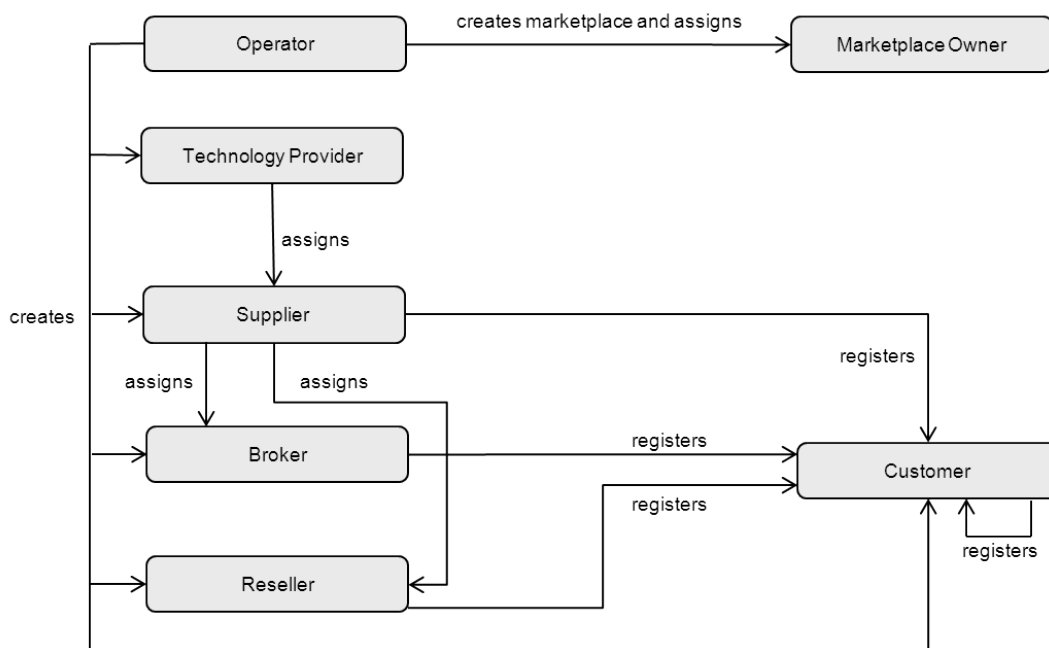 creates marketplace and assigns
Operator
Marketplace Owner
Technology Provider
assigns
Supplier
creates
registers
assigns
assigns
registers
Broker
Customer
registers
registers
Reseller